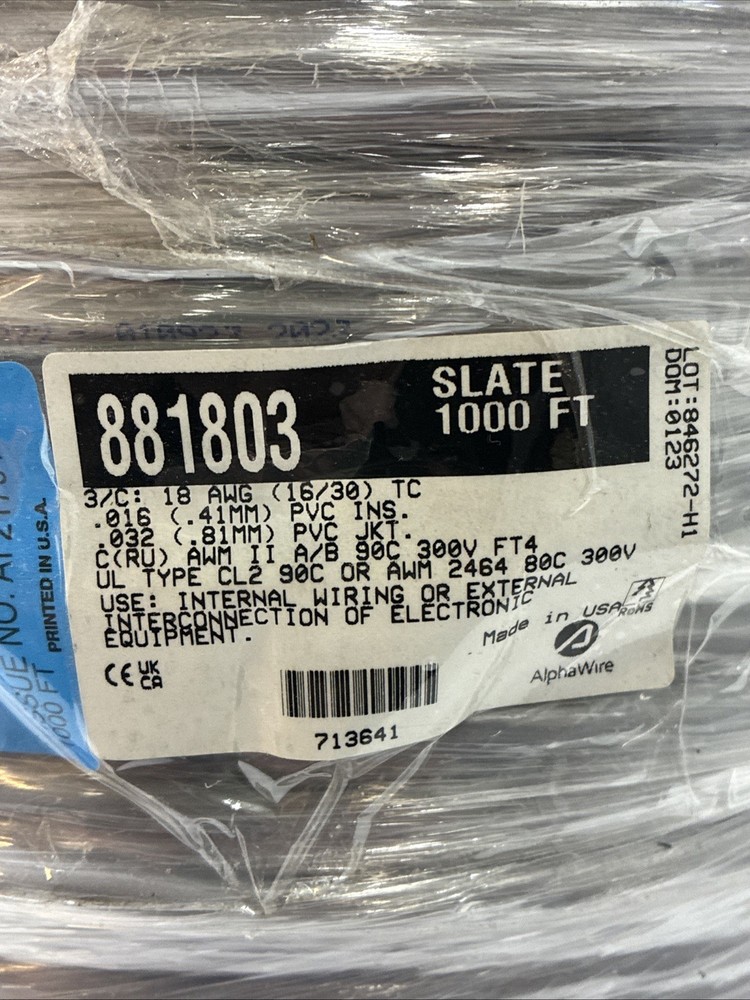 881803
SLATE
1000 FT
3/C: 18 AWG (16/30) TC
.016 (.41MM) PVC INS.
.032 (.81MM) PVC JKT.
C(RU) AWM II A/B 90C 300V FT4
UL TYPE CL2 90C OR AWM 2464 80C 300V
USE: INTERNAL WIRING OR EXTERNAL
INTERCONNECTION OF ELECTRONIC
EQUIPMENT.
Made in USA
RoHS
CE UK
CA
AlphaWire
713641
LOT:846272-H1
DOM:0123
PRINTED IN U.S.A.
NO.
000 FT
2023